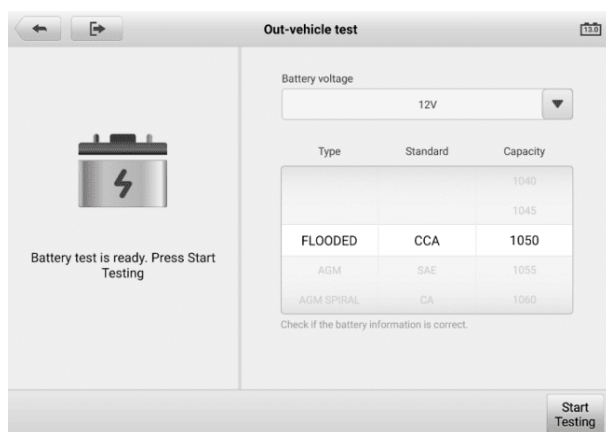 Out-vehicle test
13.0
Battery voltage
12V
Type Standard Capacity
1040
1045
FLOODED CCA 1050
AGM SAE 1055
AGM SPIRAL CA 1060
Check if the battery information is correct.
Battery test is ready. Press Start
Testing
Start
Testing